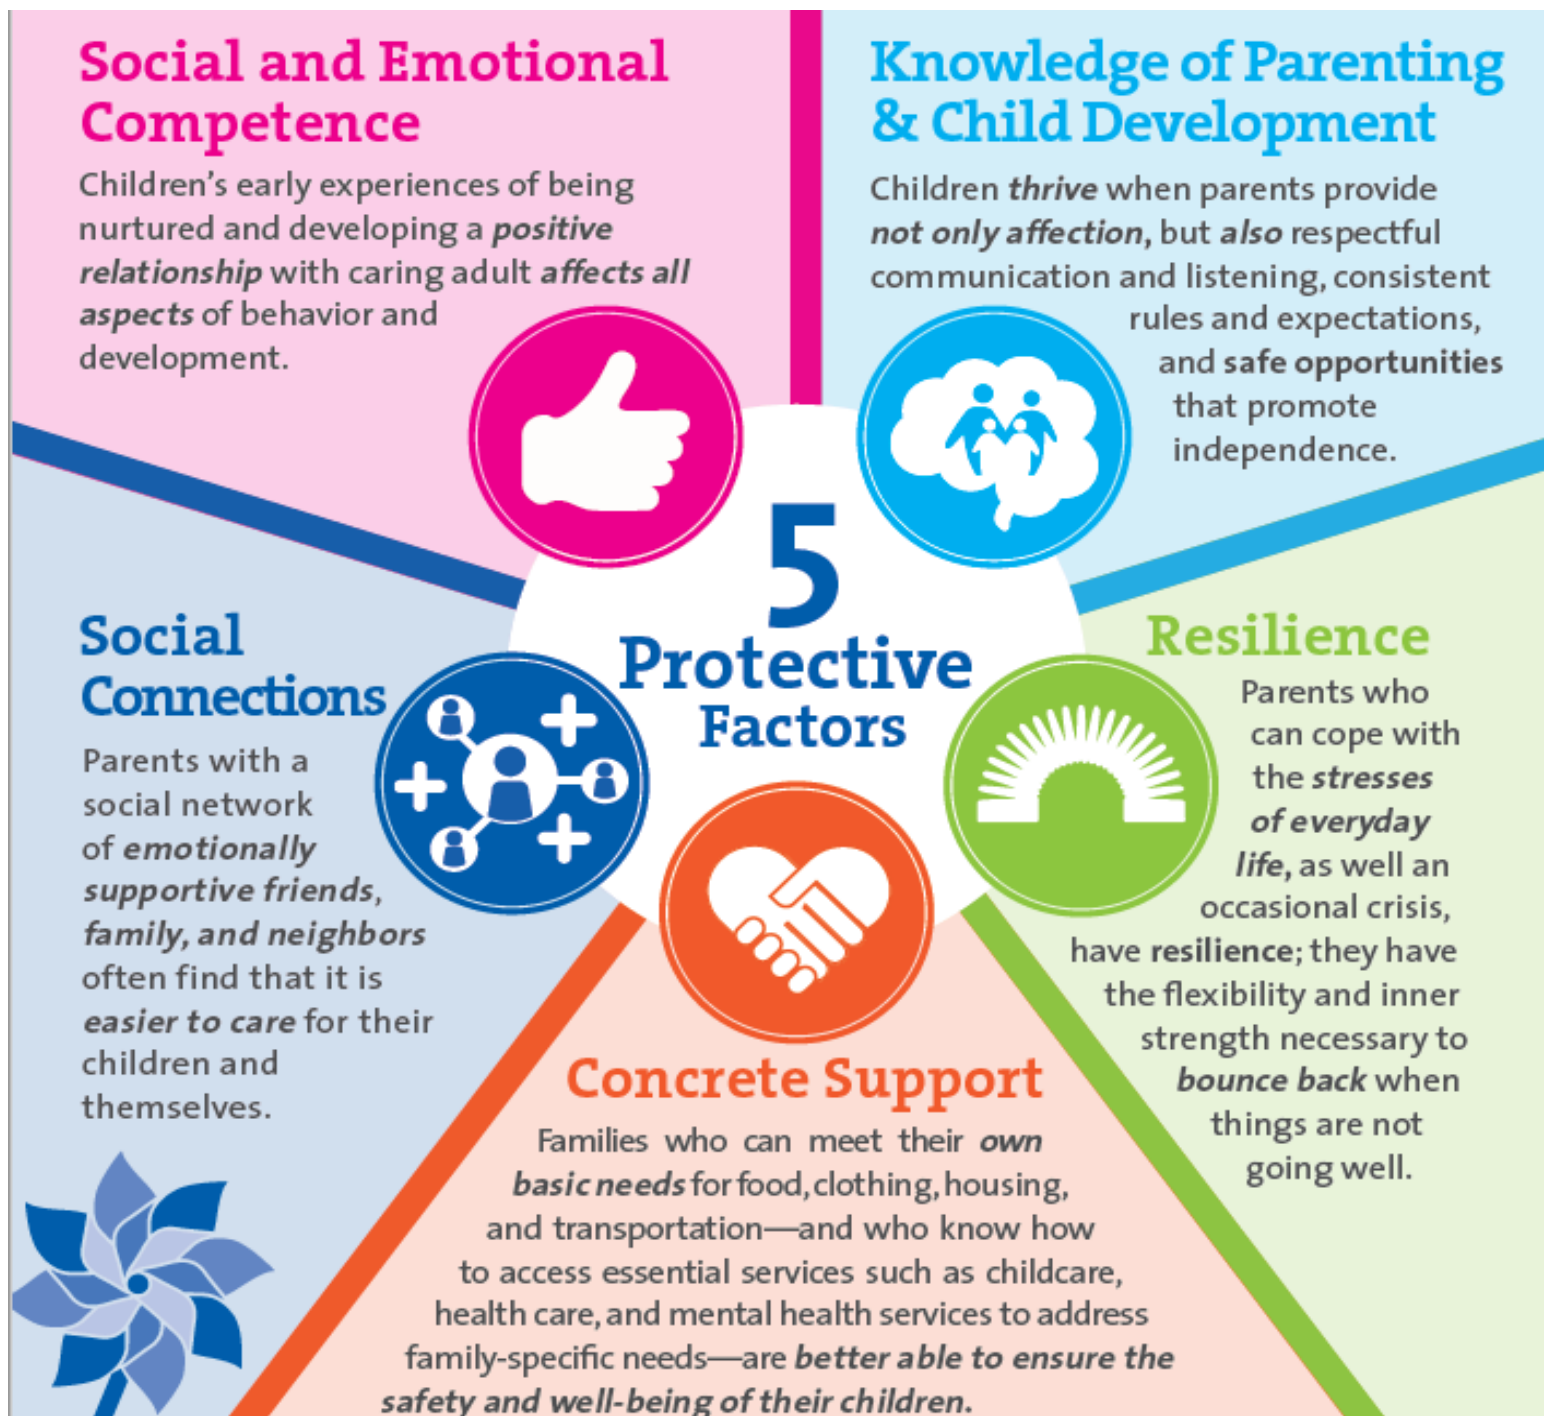 Social and Emotional
Competence
Children's early experiences of being
nurtured and developing a positive
relationship with caring adult affects all
aspects of behavior and
development.
Knowledge of Parenting
& Child Development
Children thrive when parents provide
not only affection, but also respectful
communication and listening, consistent
rules and expectations,
and safe opportunities
that promote
independence.
5
Protective
Factors
Social
Connections
Parents with a
social network
of emotionally
supportive friends,
family, and neighbors
often find that it is
easier to care for their
children and
themselves.
Resilience
Parents who
can cope with
the stresses
of everyday
life, as well an
occasional crisis,
have resilience; they have
the flexibility and inner
strength necessary to
bounce back when
things are not
going well.
Concrete Support
Families who can meet their own
basic needs for food, clothing, housing,
and transportation—and who know how
to access essential services such as childcare,
health care, and mental health services to address
family-specific needs—are better able to ensure the
safety and well-being of their children.